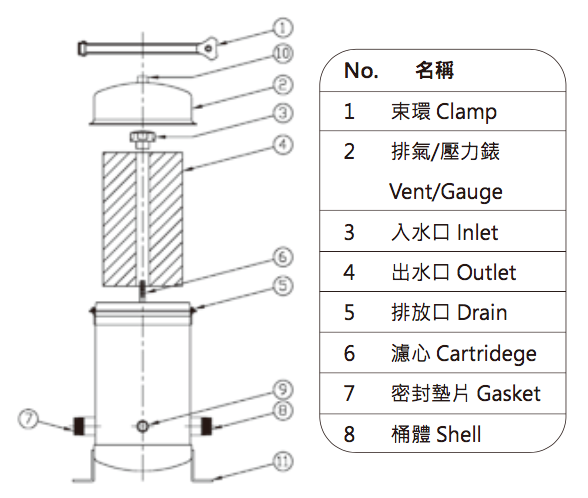 1
10
2
3
4
6
5
7
9
8
11
No. 名稱
1 束環 Clamp
2 排氣/壓力錶
Vent/Gauge
3 入水口 Inlet
4 出水口 Outlet
5 排放口 Drain
6 濾心 Cartridege
7 密封墊片 Gasket
8 桶體 Shell